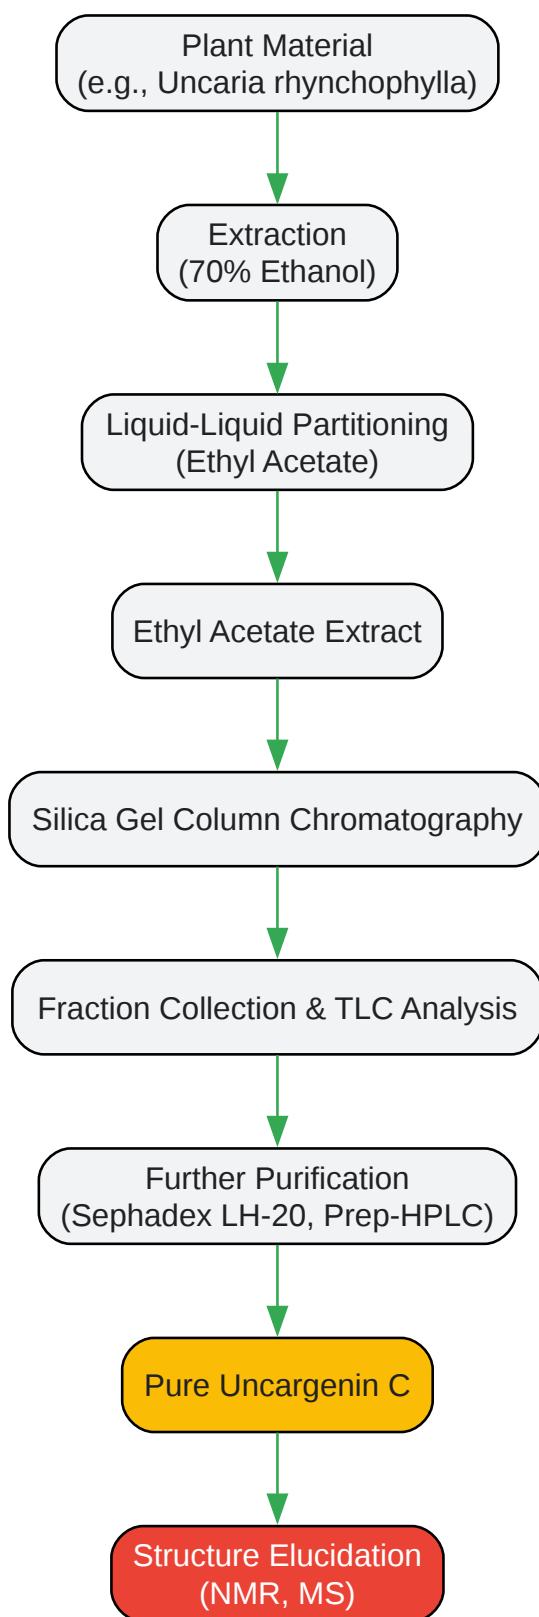 Plant Material
(e.g., Uncaria rhynchophylla)
Extraction
(70% Ethanol)
Liquid-Liquid Partitioning
(Ethyl Acetate)
Ethyl Acetate Extract
Silica Gel Column Chromatography
Fraction Collection & TLC Analysis
Further Purification
(Sephadex LH-20, Prep-HPLC)
Pure Uncargenin C
Structure Elucidation
(NMR, MS)